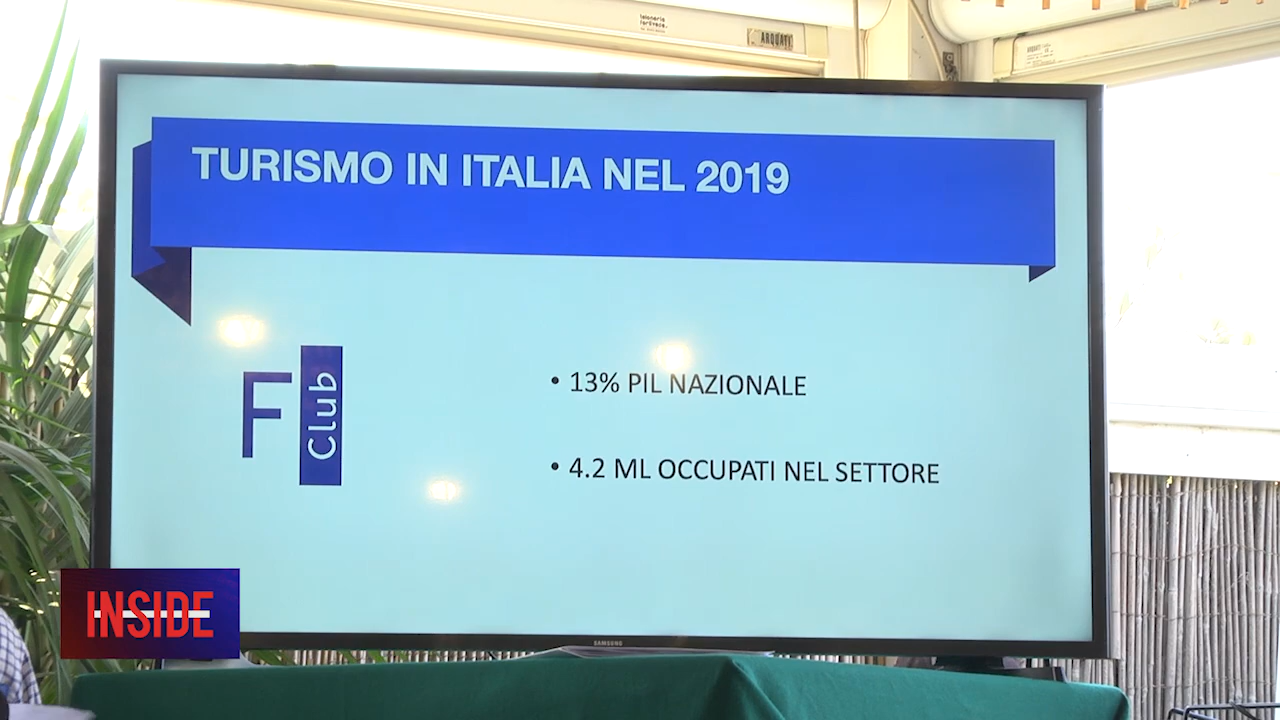 ARQUATI
TURISMO IN ITALIA NEL 2019
F Club
• 13% PIL NAZIONALE
• 4.2 ML OCCUPATI NEL SETTORE
INSIDE
SAMSUNG